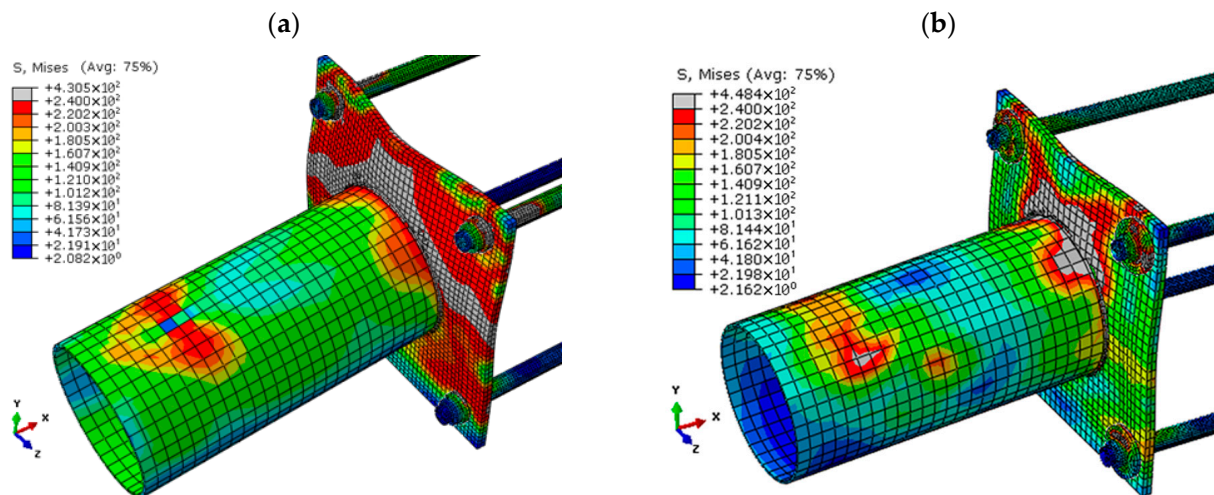 (a)
(b)
S, Mises (Avg: 75%)
+4.305×10²
+2.400×10²
+2.202×10²
+2.003×10²
+1.805×10²
+1.607×10²
+1.409×10²
+1.210×10²
+1.012×10²
+8.139×10¹
+6.156×10¹
+4.173×10¹
+2.191×10¹
+2.082×10⁰
Y
X
Z
S, Mises (Avg: 75%)
+4.484×10²
+2.400×10²
+2.202×10²
+2.004×10²
+1.805×10²
+1.607×10²
+1.409×10²
+1.211×10²
+1.013×10²
+8.144×10¹
+6.162×10¹
+4.180×10¹
+2.198×10¹
+2.162×10⁰
Y
X
Z